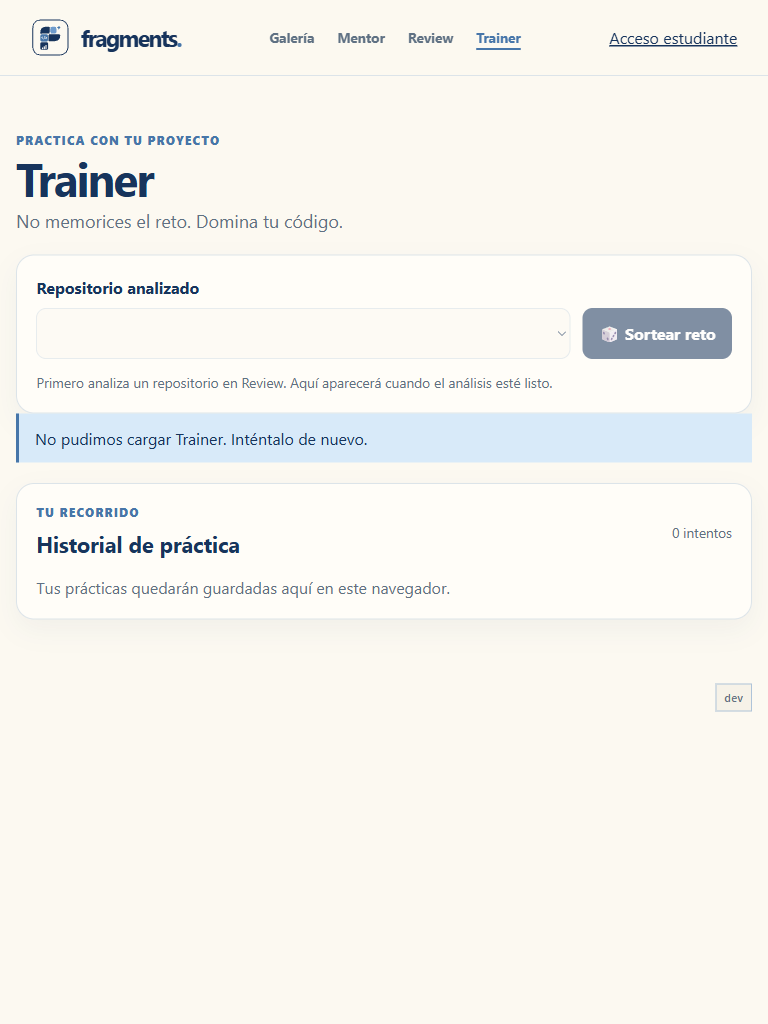 fragments.
Galería
Mentor
Review
Trainer
Acceso estudiante
PRACTICA CON TU PROYECTO
Trainer
No memorices el reto. Domina tu código.
Repositorio analizado
Sortear reto
Primero analiza un repositorio en Review. Aquí aparecerá cuando el análisis esté listo.
No pudimos cargar Trainer. Inténtalo de nuevo.
TU RECORRIDO
Historial de práctica
0 intentos
Tus prácticas quedarán guardadas aquí en este navegador.
dev